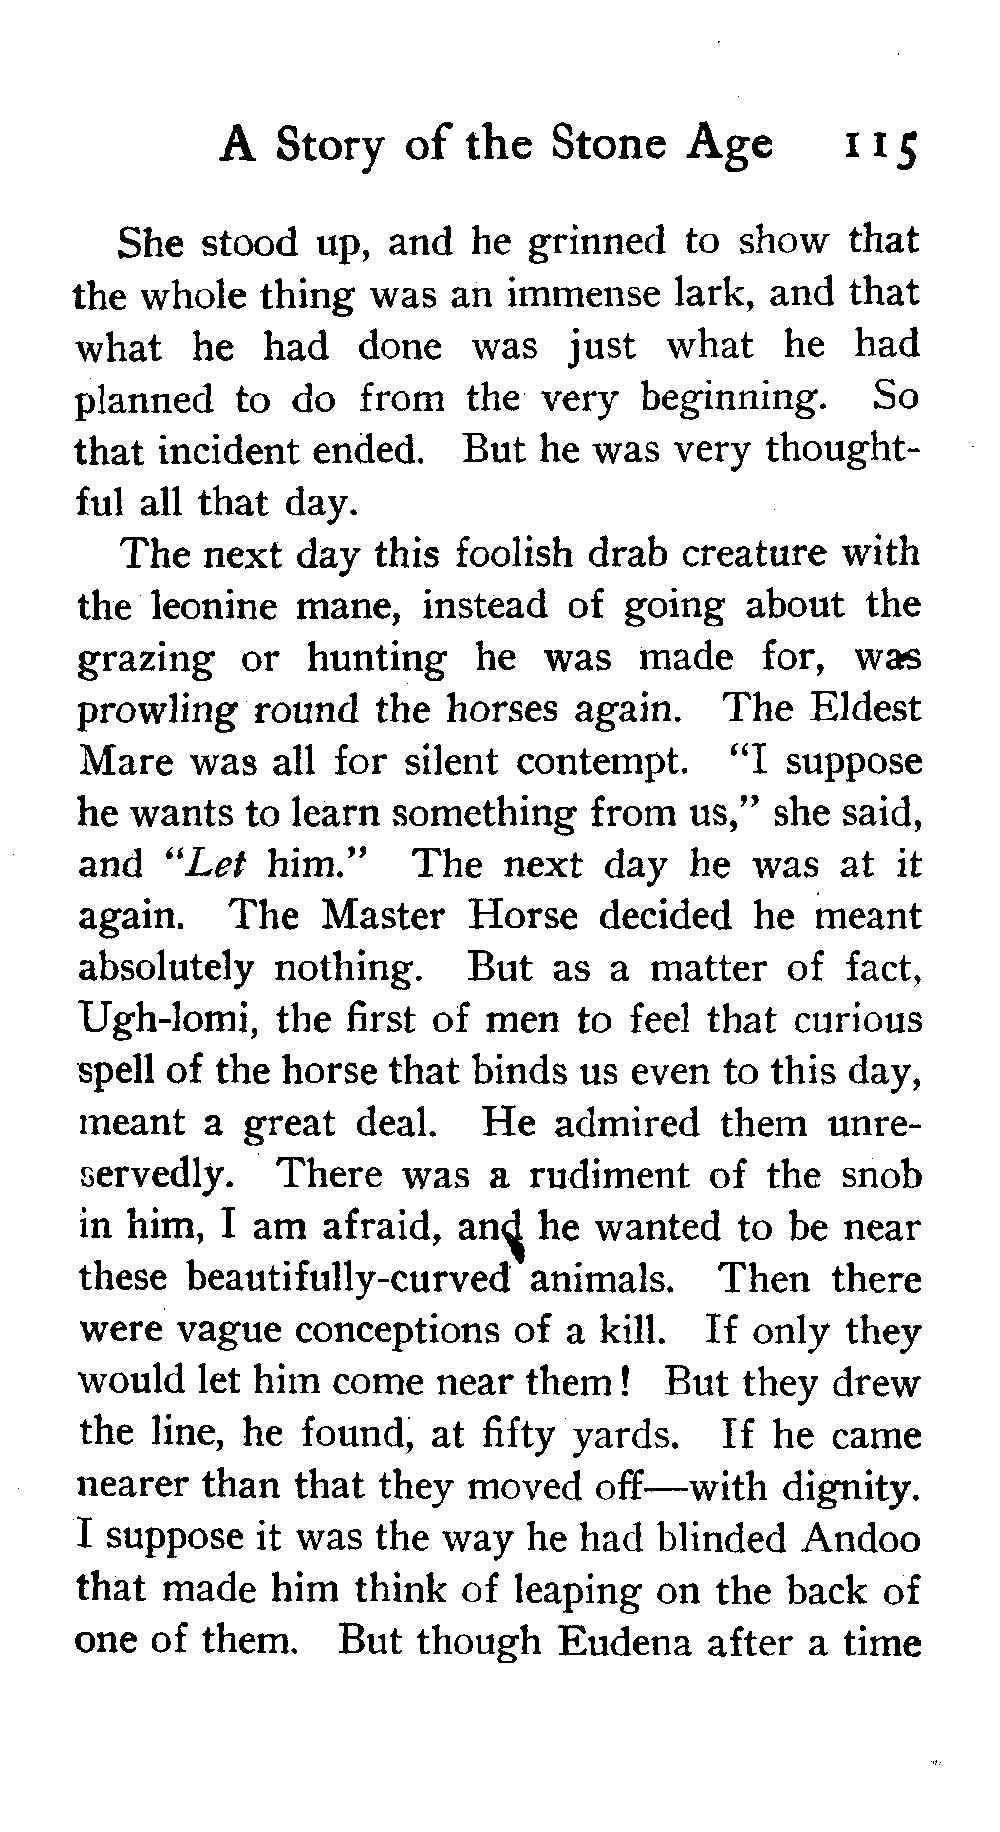 A Story of the Stone Age 115
She stood up, and he grinned to show that
the whole thing was an immense lark, and that
what he had done was just what he had
planned to do from the very beginning. So
that incident ended. But he was very thought-
ful all that day.
The next day this foolish drab creature with
the leonine mane, instead of going about the
grazing or hunting he was made for, was
prowling round the horses again. The Eldest
Mare was all for silent contempt. “I suppose
he wants to learn something from us,” she said,
and “Let him.” The next day he was at it
again. The Master Horse decided he meant
absolutely nothing. But as a matter of fact,
Ugh-lomi, the first of men to feel that curious
spell of the horse that binds us even to this day,
meant a great deal. He admired them unre-
servedly. There was a rudiment of the snob
in him, I am afraid, and he wanted to be near
these beautifully-curved animals. Then there
were vague conceptions of a kill. If only they
would let him come near them! But they drew
the line, he found, at fifty yards. If he came
nearer than that they moved off—with dignity.
I suppose it was the way he had blinded Andoo
that made him think of leaping on the back of
one of them. But though Eudena after a time